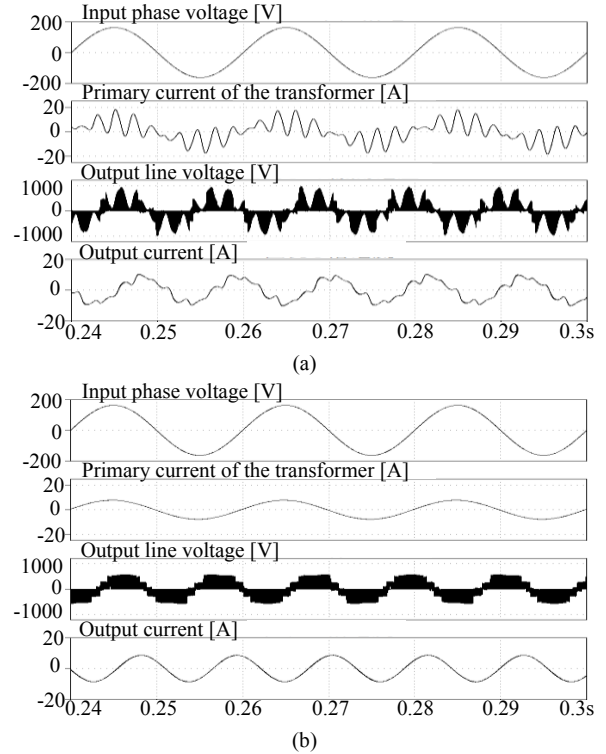 Input phase voltage [V]
200
0
-200
Primary current of the transformer [A]
20
0
-20
Output line voltage [V]
1000
0
-1000
Output current [A]
20
0
-20
0.24 0.25 0.26 0.27 0.28 0.29 0.3s
(a)
Input phase voltage [V]
200
0
-200
Primary current of the transformer [A]
20
0
-20
Output line voltage [V]
1000
0
-1000
Output current [A]
20
0
-20
0.24 0.25 0.26 0.27 0.28 0.29 0.3s
(b)